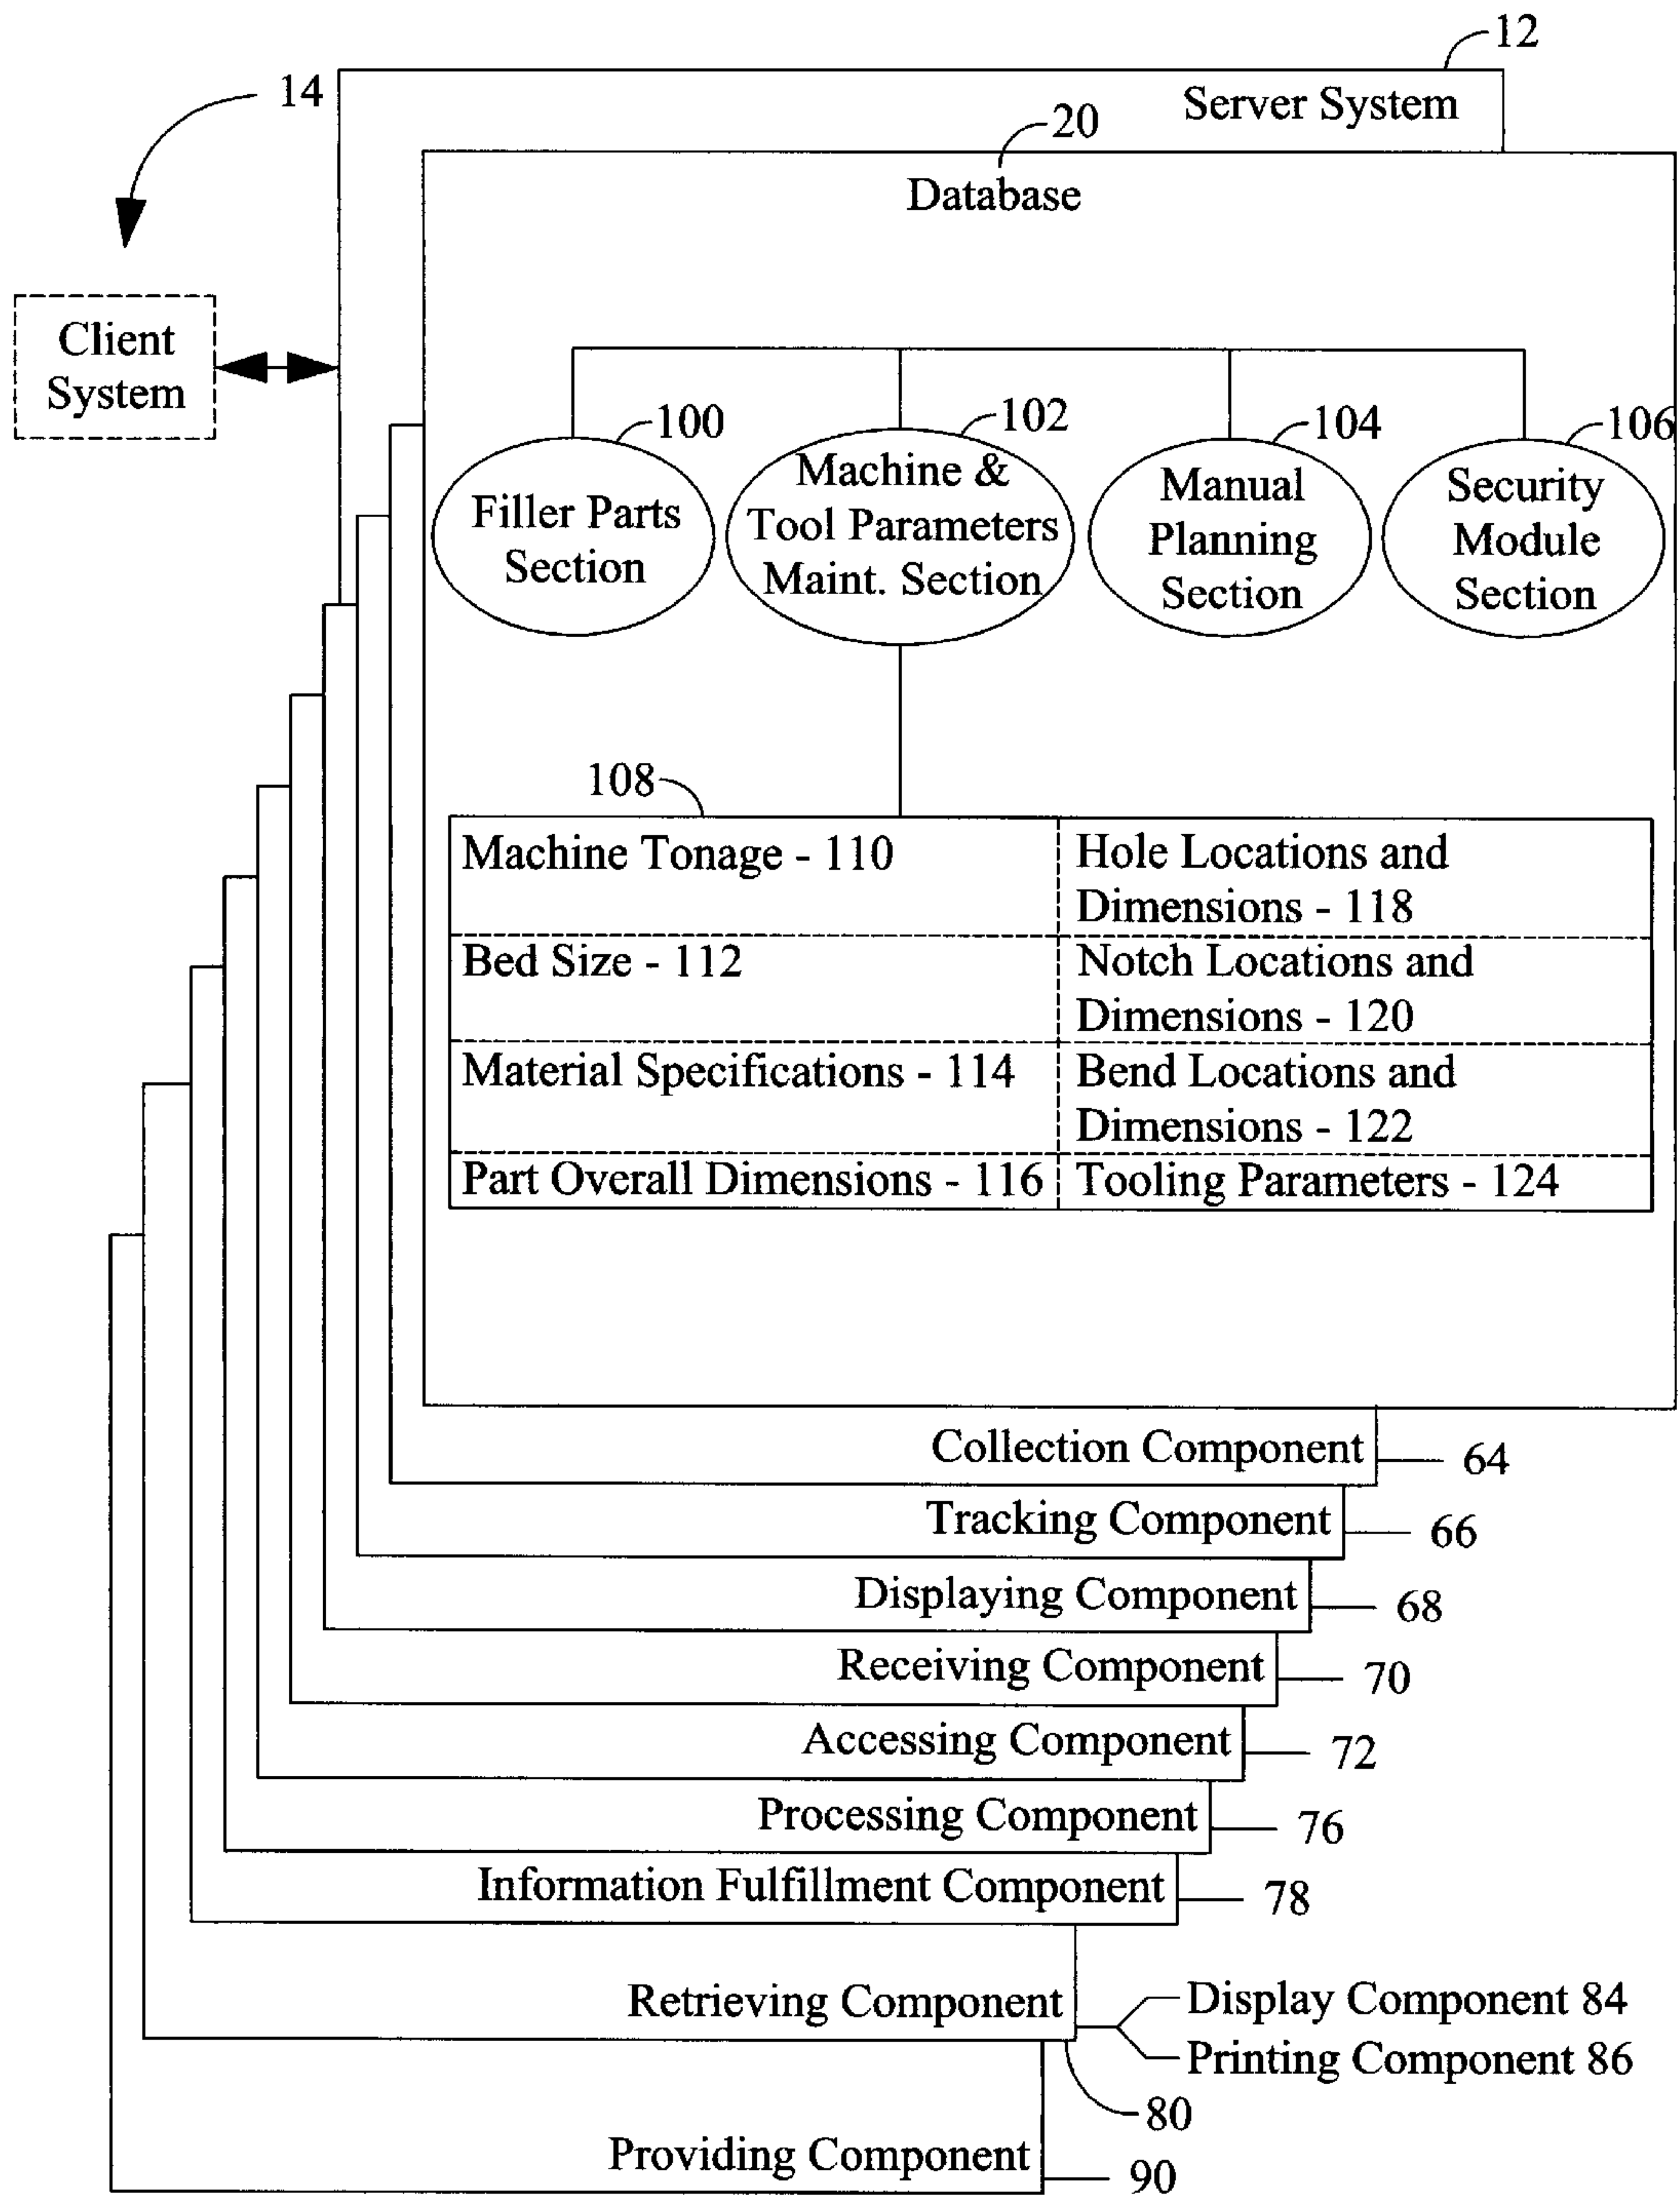 12
Server System
14
20
Database
Client
System
100
102
104
106
Filler Parts
Section
Machine &
Tool Parameters
Maint. Section
Manual
Planning
Section
Security
Module
Section
108
Machine Tonage - 110
Hole Locations and
Dimensions - 118
Bed Size - 112
Notch Locations and
Dimensions - 120
Material Specifications - 114
Bend Locations and
Dimensions - 122
Part Overall Dimensions - 116
Tooling Parameters - 124
Collection Component
64
Tracking Component
66
Displaying Component
68
Receiving Component
70
Accessing Component
72
Processing Component
76
Information Fulfillment Component
78
Retrieving Component
Display Component 84
Printing Component 86
80
Providing Component
90